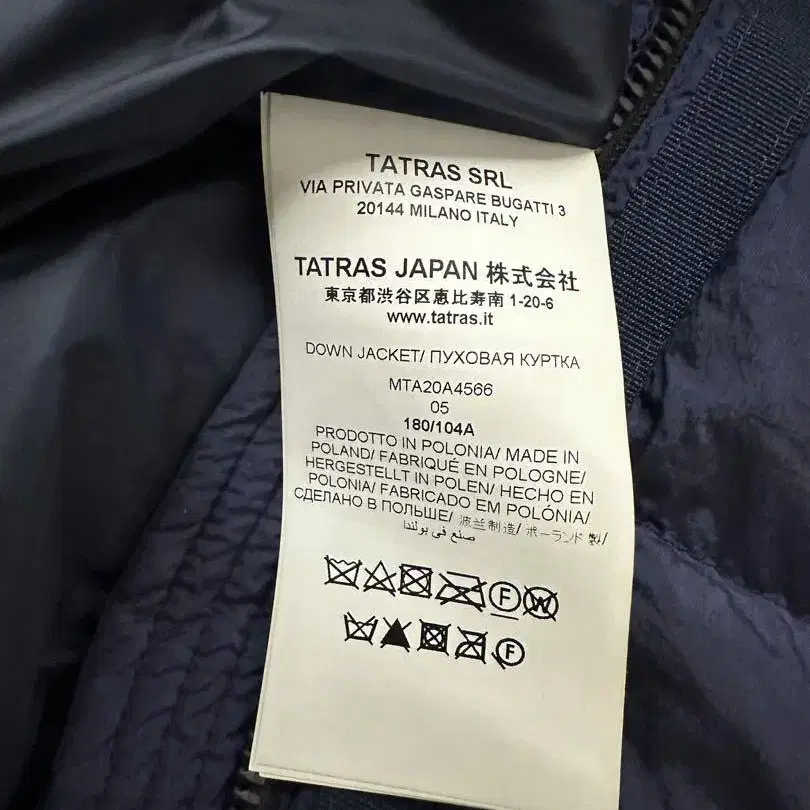 TATRAS SRL
VIA PRIVATA GASPARE BUGATTI 3
20144 MILANO ITALY
TATRAS JAPAN 株式会社
東京都渋谷区恵比寿南 1-20-6
www.tatras.it
DOWN JACKET/ ПУХОВАЯ КУРТКА
MTA20A4566
05
180/104A
PRODOTTO IN POLONIA/ MADE IN
POLAND/ FABRIQUÉ EN POLOGNE/
HERGESTELLT IN POLEN/ HECHO EN
POLONIA/ FABRICADO EM POLÓNIA/
СДЕЛАНО В ПОЛЬШЕ/ 波兰制造/ ポーランド 製/
صنع في بولندا
F W
F